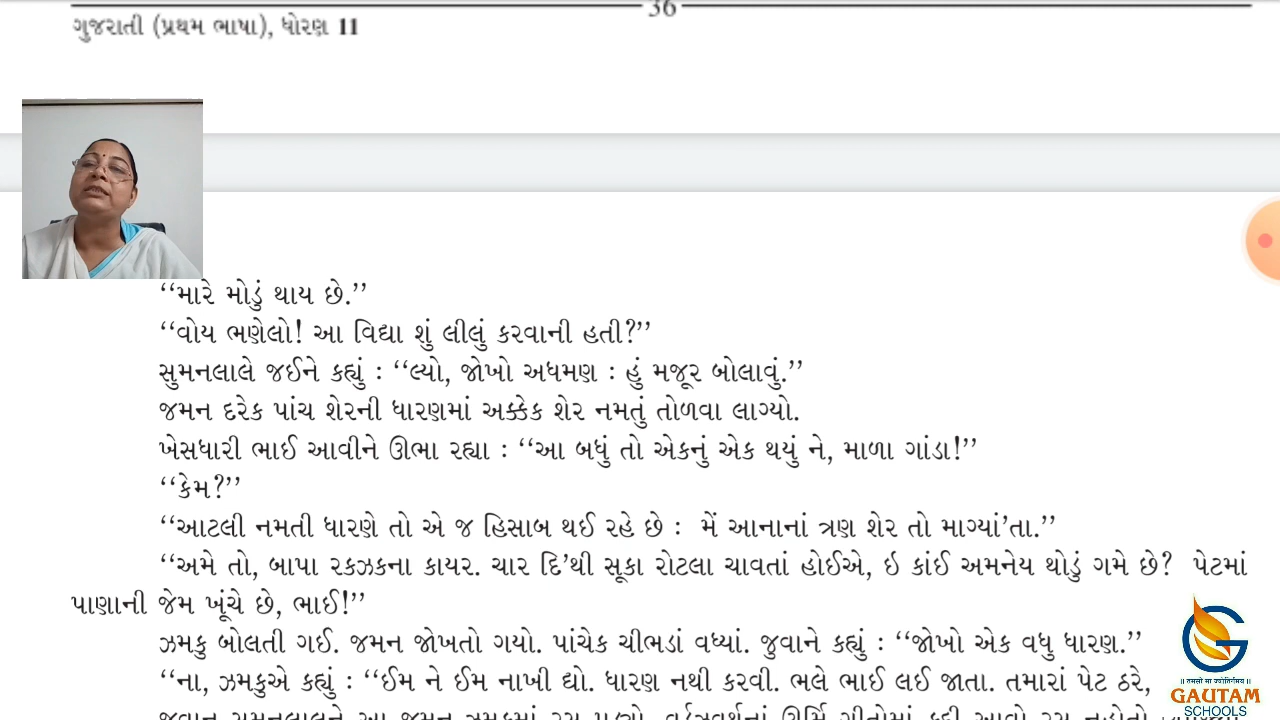 36
ગુજરાતી (પ્રથમ ભાષા), ધોરણ 11
‘‘મારે મોડું થાય છે.’’
‘‘વોય ભણેલો! આ વિદ્યા શું લીલું કરવાની હતી?’’
સુમનલાલે જઈને કહ્યું : ‘‘લ્યો, જોખો અધમણ : હું મજૂર બોલાવું.’’
જમન દરેક પાંચ શેરની ધારણમાં અક્કેક શેર નમતું તોળવા લાગ્યો.
ખેસધારી ભાઈ આવીને ઊભા રહ્યા : ‘‘આ બધું તો એકનું એક થયું ને, માળા ગાંડા!’’
‘‘કેમ?’’
‘‘આટલી નમતી ધારણે તો એ જ હિસાબ થઈ રહે છે : મેં આનાનાં ત્રણ શેર તો માગ્યાં’તા.’’
‘‘અમે તો, બાપા રકઝકના કાયર. ચાર દિ’થી સૂકા રોટલા ચાવતાં હોઈએ, ઇ કાંઈ અમનેય થોડું ગમે છે? પેટમાં
પાણાની જેમ ખૂંચે છે, ભાઈ!’’
ઝમકુ બોલતી ગઈ. જમન જોખતો ગયો. પાંચેક ચીભડાં વધ્યાં. જુવાને કહ્યું : ‘‘જોખો એક વધુ ધારણ.’’
‘‘ના, ઝમકુએ કહ્યું : ‘‘ઈમ ને ઈમ નાખી દ્યો. ધારણ નથી કરવી. ભલે ભાઈ લઈ જાતા. તમારાં પેટ ઠરે,
॥ તમસો મા જ્યોતિર્ગમય ॥
GAUTAM
SCHOOLS